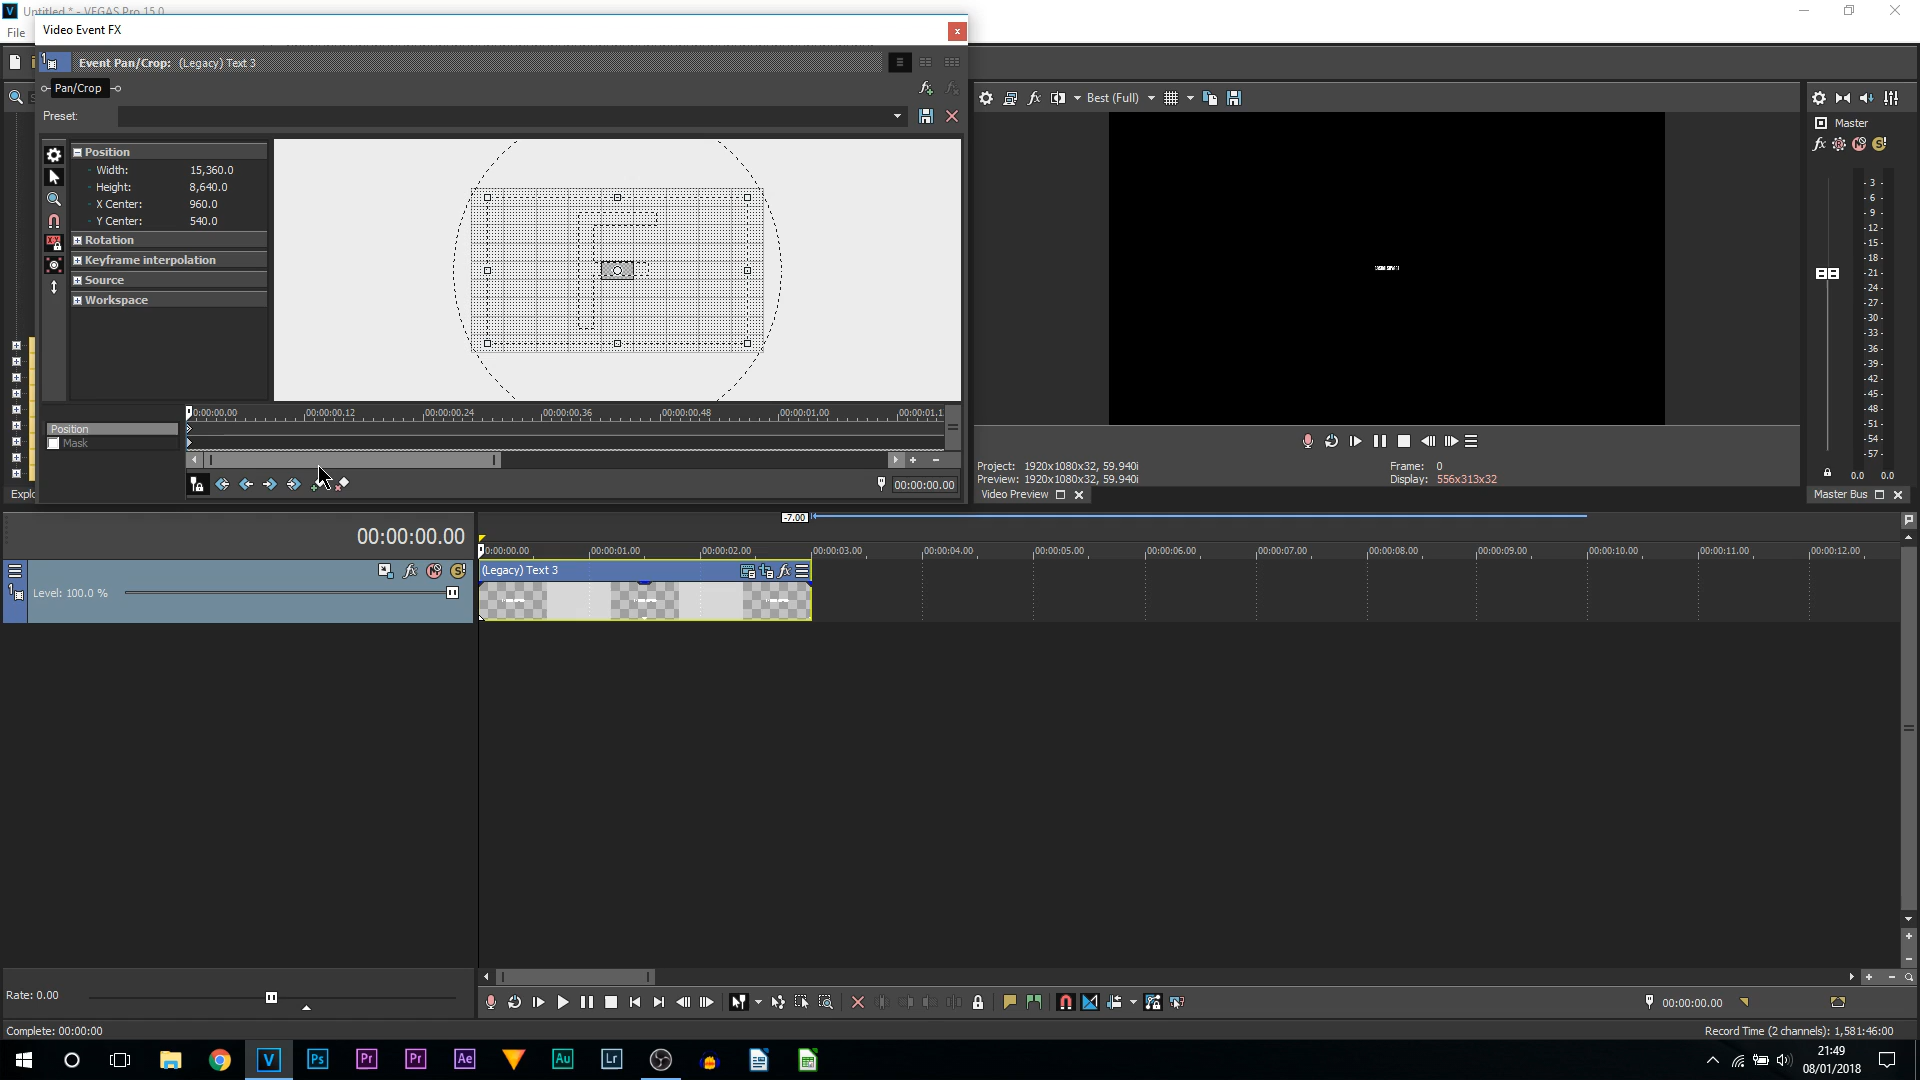 Untitled * - VEGAS Pro 15.0
File
Video Event FX
Event Pan/Crop: (Legacy) Text 3
Pan/Crop
Preset:
Position
Width: 15,360.0
Height: 8,640.0
X Center: 960.0
Y Center: 540.0
Rotation
Keyframe interpolation
Source
Workspace
00:00:00.00 00:00:00.12 00:00:00.24 00:00:00.36 00:00:00.48 00:00:01.00 00:00:01.1
Position
Mask
00:00:00.00
Explo
Best (Full)
Project: 1920x1080x32, 59.940i
Preview: 1920x1080x32, 59.940i
Frame: 0
Display: 556x313x32
Video Preview
Master
-3-
-6-
-9-
-12-
-15-
-18-
-21-
-24-
-27-
-30-
-33-
-36-
-39-
-42-
-45-
-48-
-51-
-54-
-57-
0.0 0.0
Master Bus
00:00:00.00
-7.00
00:00:00.00 00:00:01.00 00:00:02.00 00:00:03.00 00:00:04.00 00:00:05.00 00:00:06.00 00:00:07.00 00:00:08.00 00:00:09.00 00:00:10.00 00:00:11.00 00:00:12.00
1
Level: 100.0 %
(Legacy) Text 3
Rate: 0.00
00:00:00.00
Complete: 00:00:00
Record Time (2 channels): 1,581:46:00
V Ps Pr Pr Ae Au Lr
21:49
08/01/2018